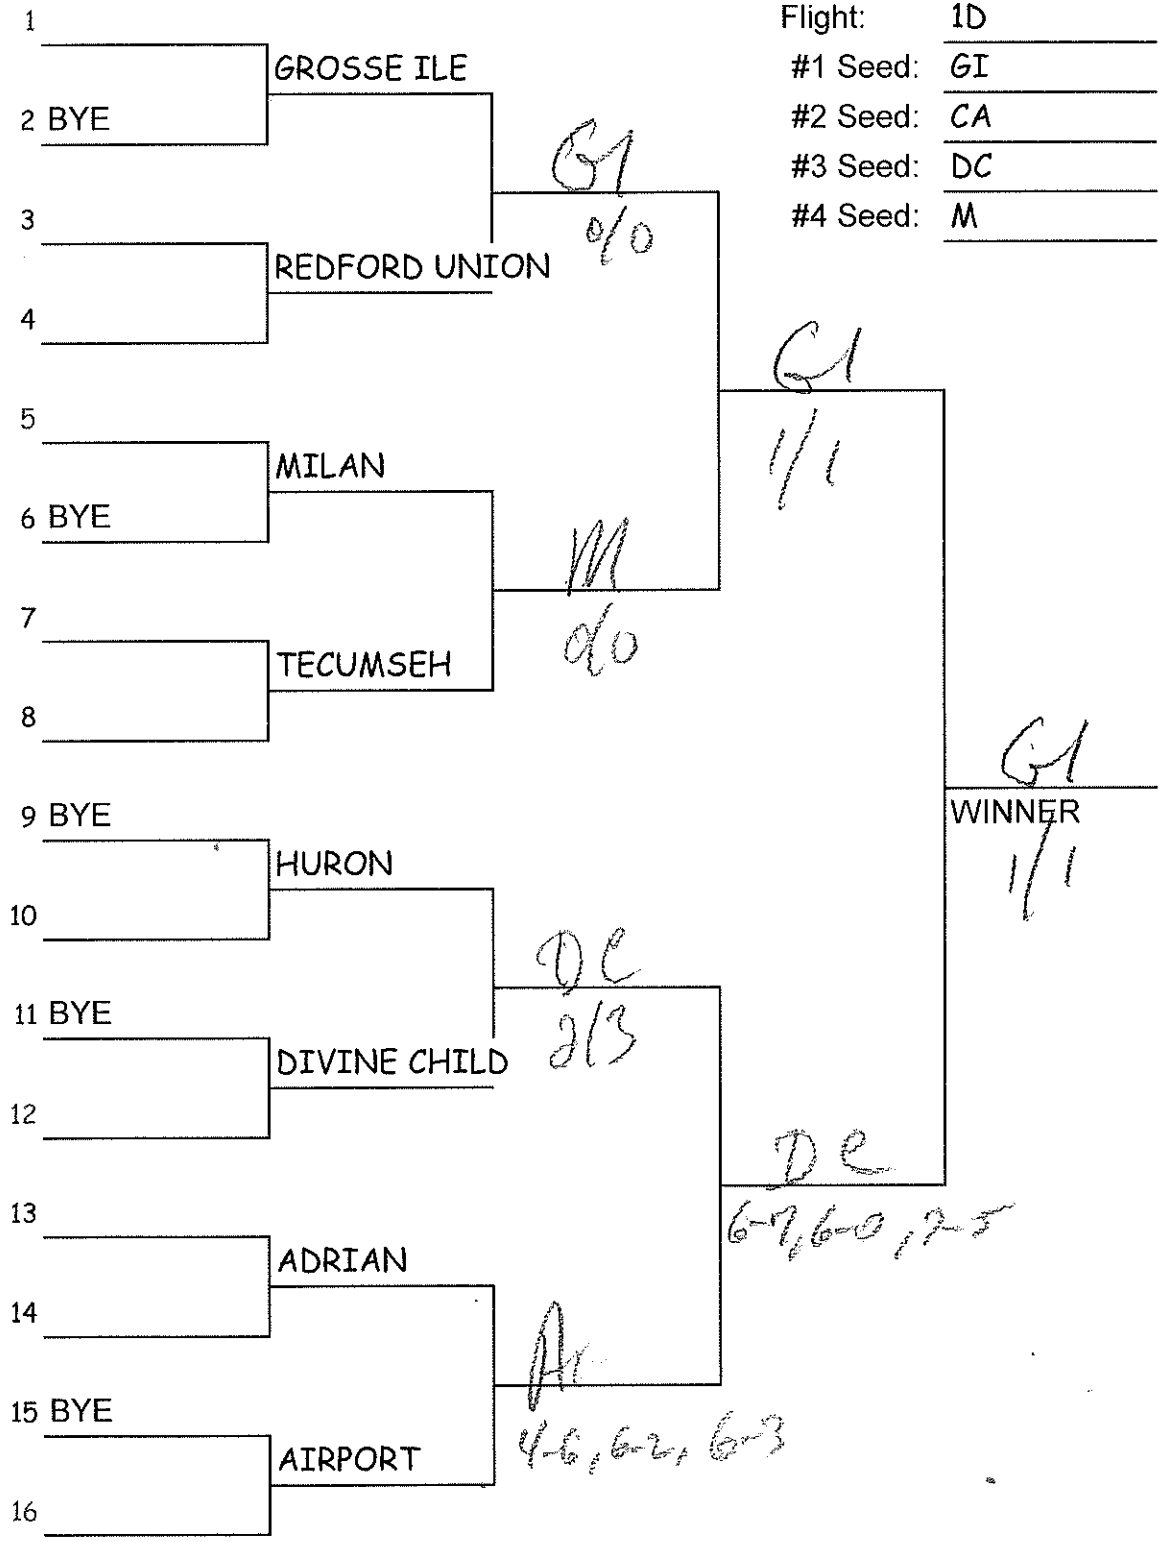 Flight: 1D
#1 Seed: GI
#2 Seed: CA
#3 Seed: DC
#4 Seed: M
1
GROSSE ILE
2 BYE
GI
0/0
3
REDFORD UNION
4
GI
1/1
5
MILAN
6 BYE
M
0/0
7
TECUMSEH
8
GI
WINNER
1/1
9 BYE
HURON
10
DC
2/3
11 BYE
DIVINE CHILD
12
DC
6-7, 6-0, 7-5
13
ADRIAN
14
15 BYE
4-6, 6-2, 6-3
AIRPORT
16